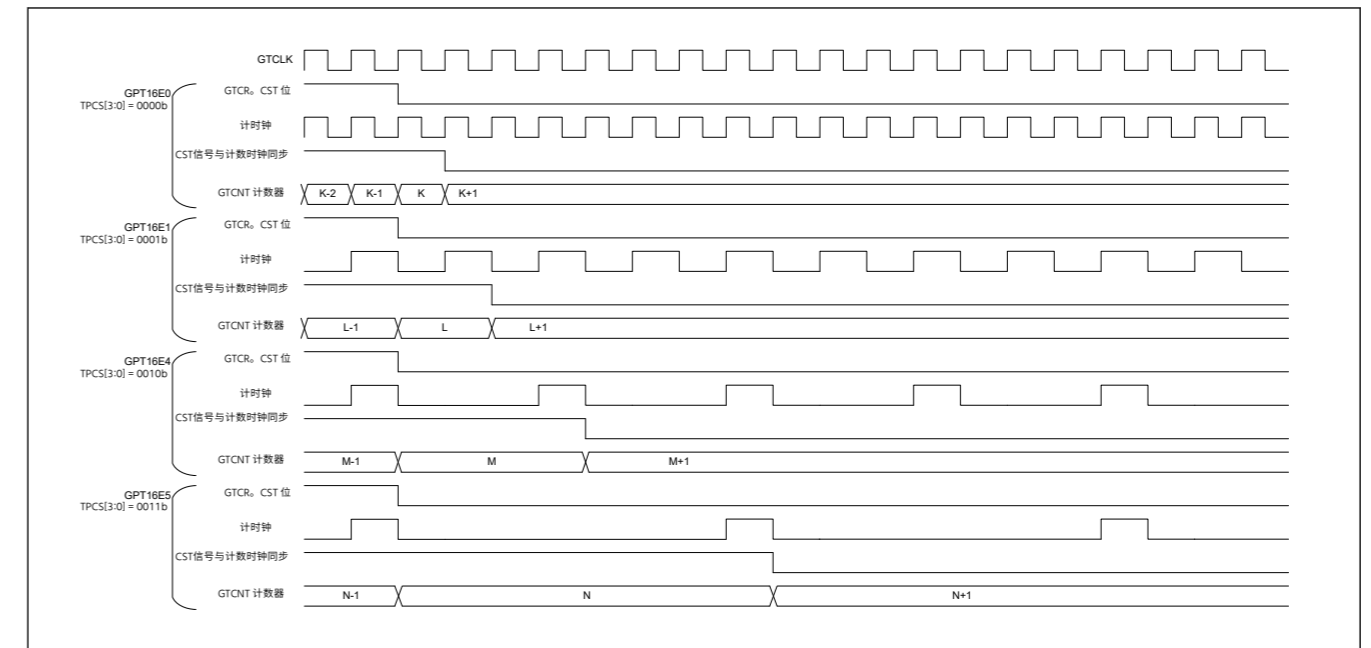 GTCLK
GPT16E0
TPCS[3:0] = 0000b
GTCR。CST 位
计时钟
CST信号与计数时钟同步
GTCNT 计数器
K-2 K-1 K K+1
GPT16E1
TPCS[3:0] = 0001b
GTCR。CST 位
计时钟
CST信号与计数时钟同步
GTCNT 计数器
L-1 L L+1
GPT16E4
TPCS[3:0] = 0010b
GTCR。CST 位
计时钟
CST信号与计数时钟同步
GTCNT 计数器
M-1 M M+1
GPT16E5
TPCS[3:0] = 0011b
GTCR。CST 位
计时钟
CST信号与计数时钟同步
GTCNT 计数器
N-1 N N+1